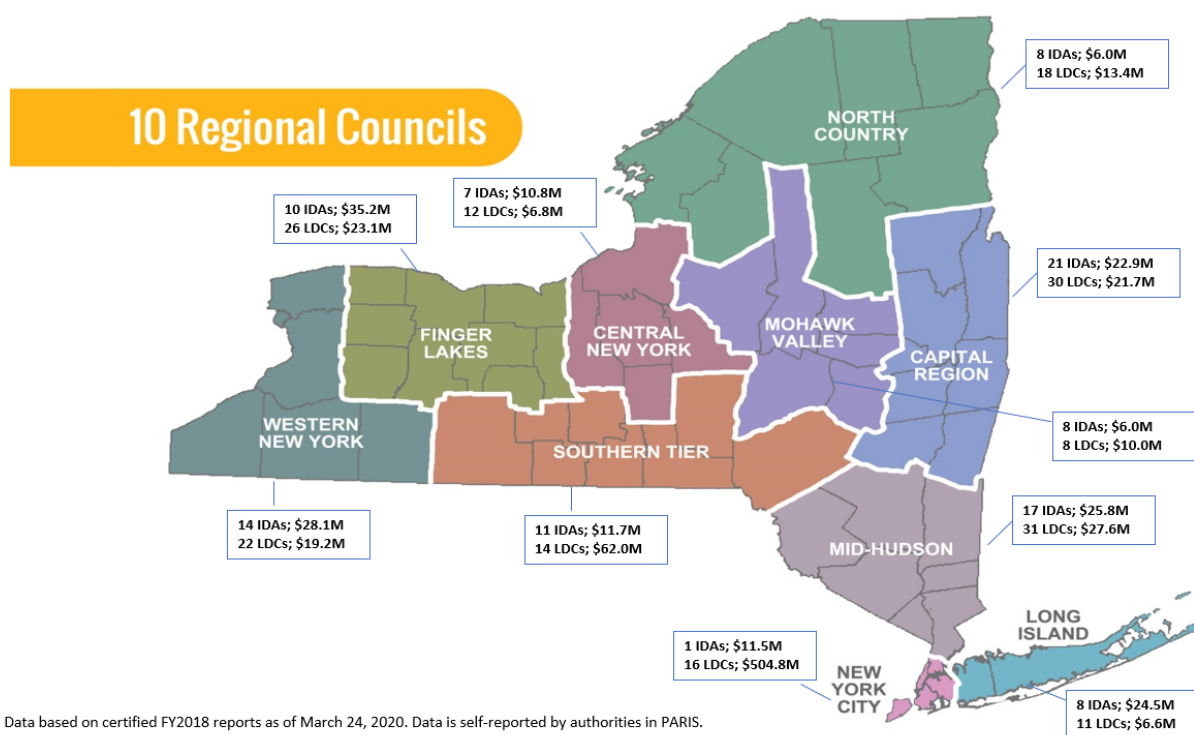 10 Regional Councils
8 IDAs; $6.0M
18 LDCs; $13.4M
NORTH
COUNTRY
7 IDAs; $10.8M
12 LDCs; $6.8M
10 IDAs; $35.2M
26 LDCs; $23.1M
21 IDAs; $22.9M
30 LDCs; $21.7M
FINGER
LAKES
CENTRAL
NEW YORK
MOHAWK
VALLEY
CAPITAL
REGION
WESTERN
NEW YORK
SOUTHERN TIER
8 IDAs; $6.0M
8 LDCs; $10.0M
14 IDAs; $28.1M
22 LDCs; $19.2M
11 IDAs; $11.7M
14 LDCs; $62.0M
17 IDAs; $25.8M
31 LDCs; $27.6M
MID-HUDSON
LONG
ISLAND
1 IDAs; $11.5M
16 LDCs; $504.8M
NEW
YORK
CITY
8 IDAs; $24.5M
11 LDCs; $6.6M
Data based on certified FY2018 reports as of March 24, 2020. Data is self-reported by authorities in PARIS.